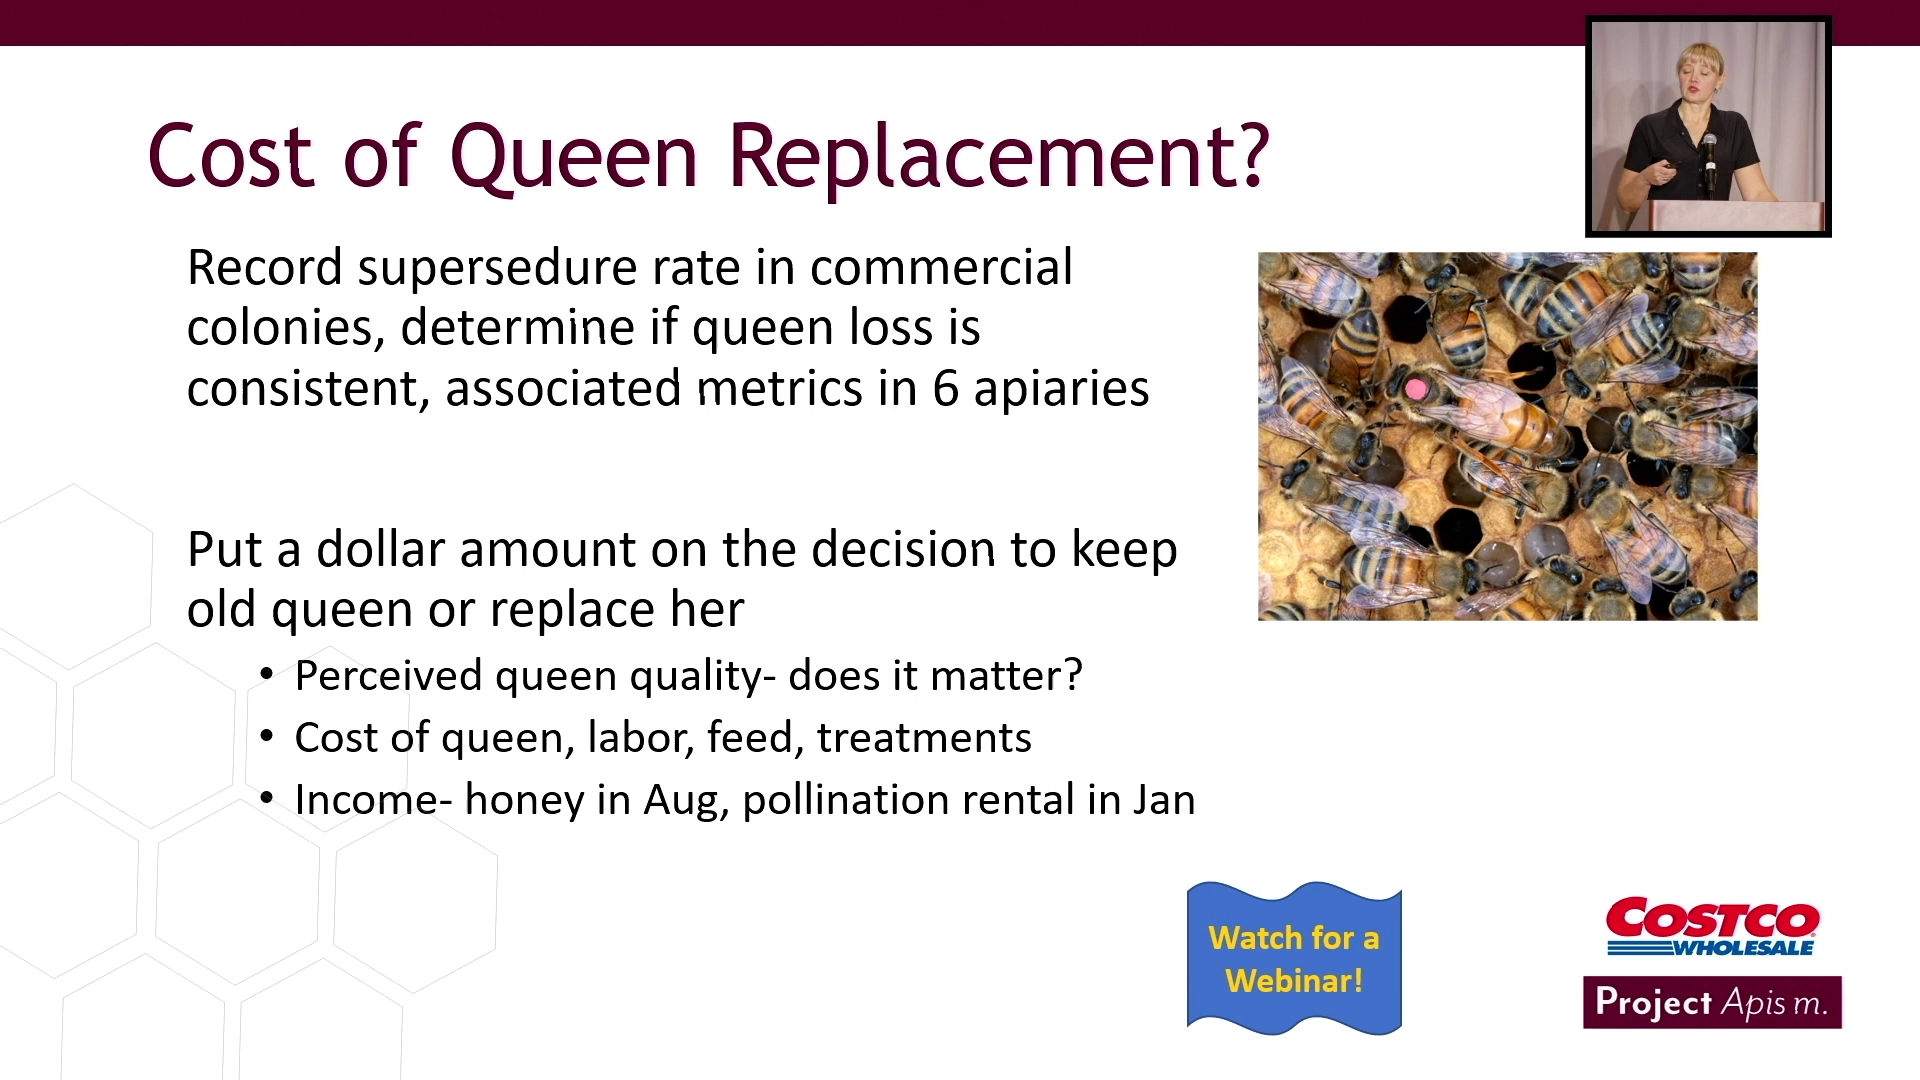 Cost of Queen Replacement?
Record supersedure rate in commercial
colonies, determine if queen loss is
consistent, associated metrics in 6 apiaries
Put a dollar amount on the decision to keep
old queen or replace her
• Perceived queen quality- does it matter?
• Cost of queen, labor, feed, treatments
• Income- honey in Aug, pollination rental in Jan
Watch for a
Webinar!
COSTCO
WHOLESALE
Project Apis m.